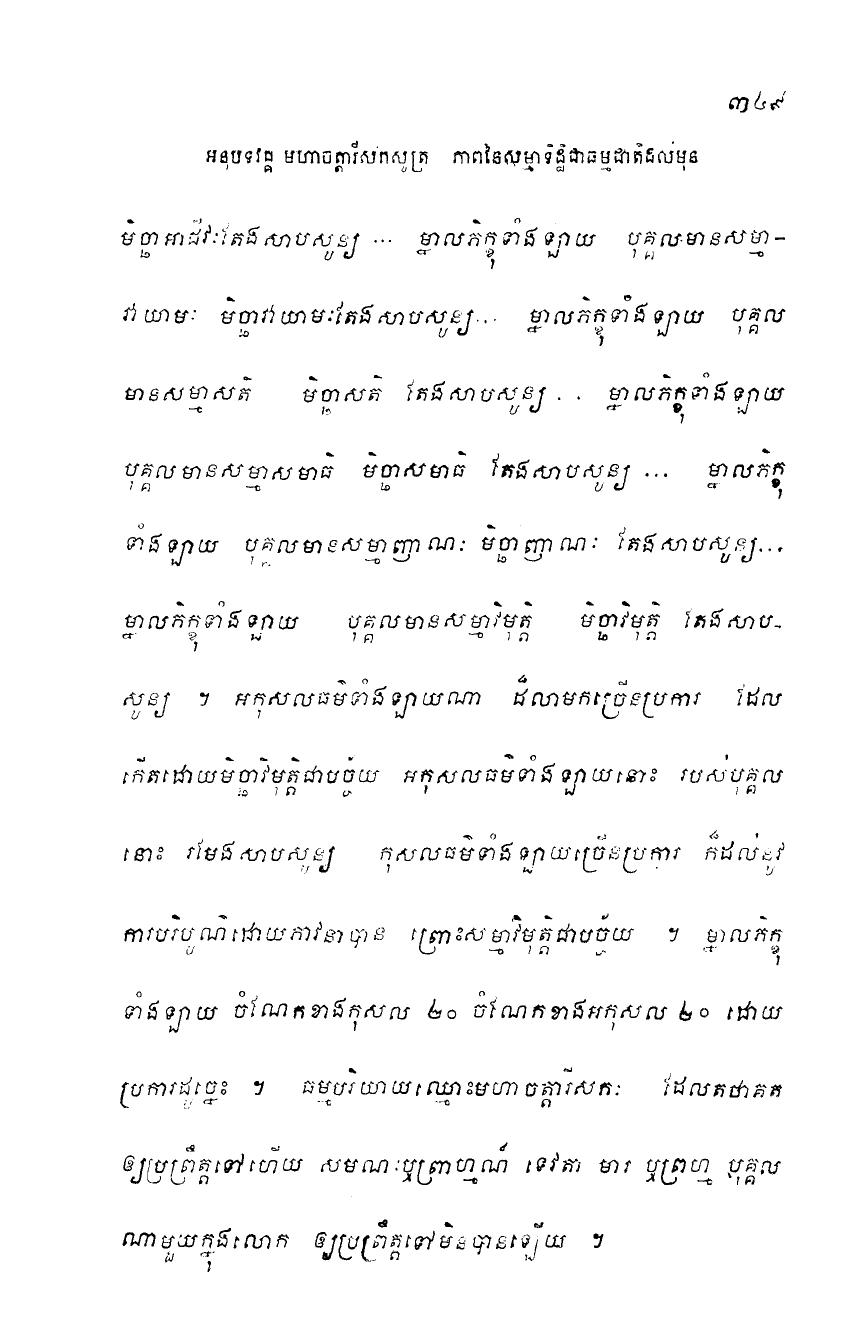 ៣៤៩
អនុបទវគ្គ មហាចត្តារីសកសូត្រ ភាពនៃសម្មាទិដ្ឋិជាធម្មជាតិដល់មុន
មិច្ឆាអាជីវៈតែងសាបសូន្យ ... ម្នាលភិក្ខុទាំងឡាយ បុគ្គលមានសម្មា-
វាយាមៈ មិច្ឆាវាយាមៈតែងសាបសូន្យ... ម្នាលភិក្ខុទាំងឡាយ បុគ្គល
មានសម្មាសតិ មិច្ឆាសតិ តែងសាបសូន្យ .. ម្នាលភិក្ខុទាំងឡាយ
បុគ្គលមានសម្មាសមាធិ មិច្ឆាសមាធិ តែងសាបសូន្យ ... ម្នាលភិក្ខុ
ទាំងឡាយ បុគ្គលមានសម្មាញាណៈ មិច្ឆាញាណៈ តែងសាបសូន្យ...
ម្នាលភិក្ខុទាំងឡាយ បុគ្គលមានសម្មាវិមុត្តិ មិច្ឆាវិមុត្តិ តែងសាប-
សូន្យ ។ អកុសលធម៌ទាំងឡាយណា ដ៏លាមកច្រើនប្រការ ដែល
កើតដោយមិច្ឆាវិមុត្តិជាបច្ច័យ អកុសលធម៌ទាំងឡាយនោះ របស់បុគ្គល
នោះ រមែងសាបសូន្យ កុសលធម៌ទាំងឡាយច្រើនប្រការ ក៏ដល់នូវ
ការបរិបូណ៌ដោយភាវនាបាន ព្រោះសម្មាវិមុត្តិជាបច្ច័យ ។ ម្នាលភិក្ខុ
ទាំងឡាយ ចំណែកខាងកុសល ២០ ចំណែកខាងអកុសល ២០ ដោយ
ប្រការដូច្នេះ ។ ធម្មបរិយាយឈ្មោះមហាចត្តារីសកៈ ដែលតថាគត
ឲ្យប្រព្រឹត្តទៅហើយ សមណៈឬព្រាហ្មណ៍ ទេវតា មារ ឬព្រហ្ម បុគ្គល
ណាមួយក្នុងលោក ឲ្យប្រព្រឹត្តទៅមិនបានឡើយ ។